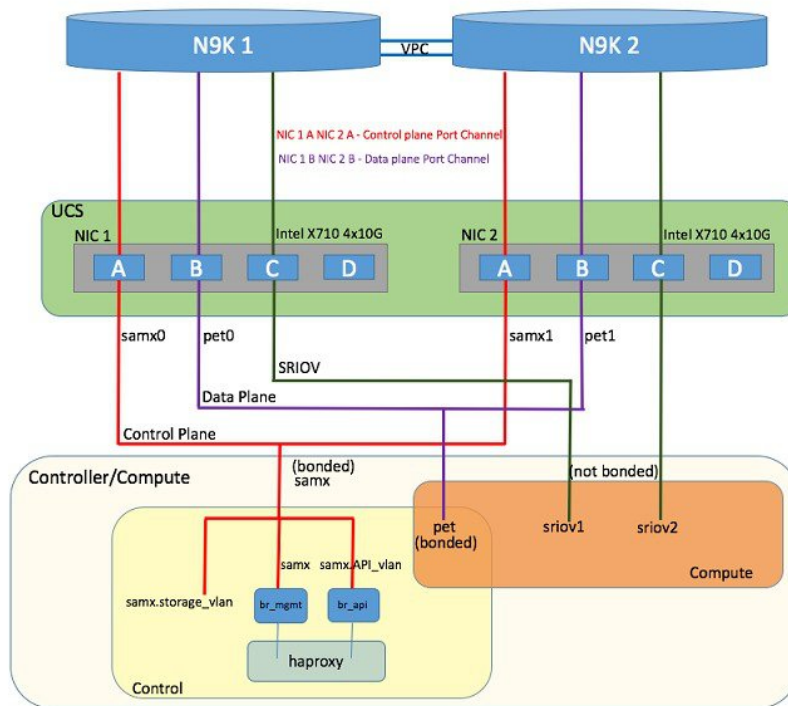 N9K 1
VPC
N9K 2
NIC 1 A NIC 2 A - Control plane Port Channel
NIC 1 B NIC 2 B - Data plane Port Channel
UCS
NIC 1
Intel X710 4x10G
NIC 2
Intel X710 4x10G
A
B
C
D
A
B
C
D
samx0
pet0
samx1
pet1
SRIOV
Data Plane
Control Plane
(bonded)
samx
(not bonded)
Controller/Compute
pet
(bonded)
sriov1
sriov2
samx
samx.API_vlan
Compute
samx.storage_vlan
br_mgmt
br_api
haproxy
Control